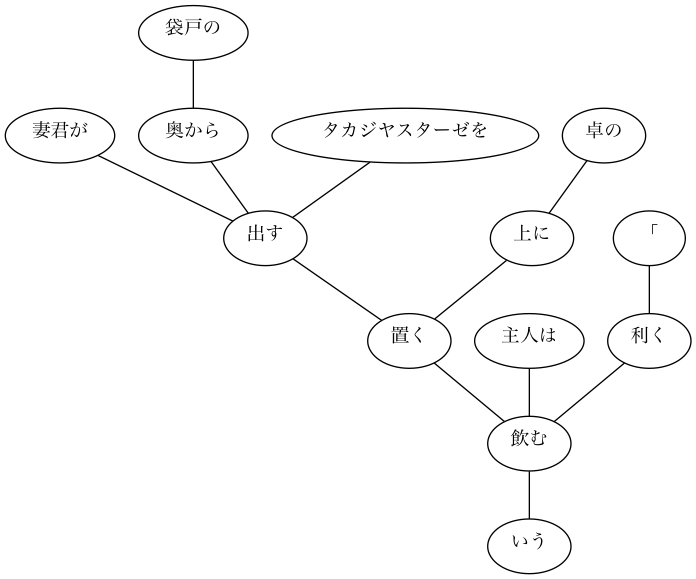 袋戸の
妻君が
奥から
タカジヤスターゼを
卓の
出す
上に
「
置く
主人は
利く
飲む
いう